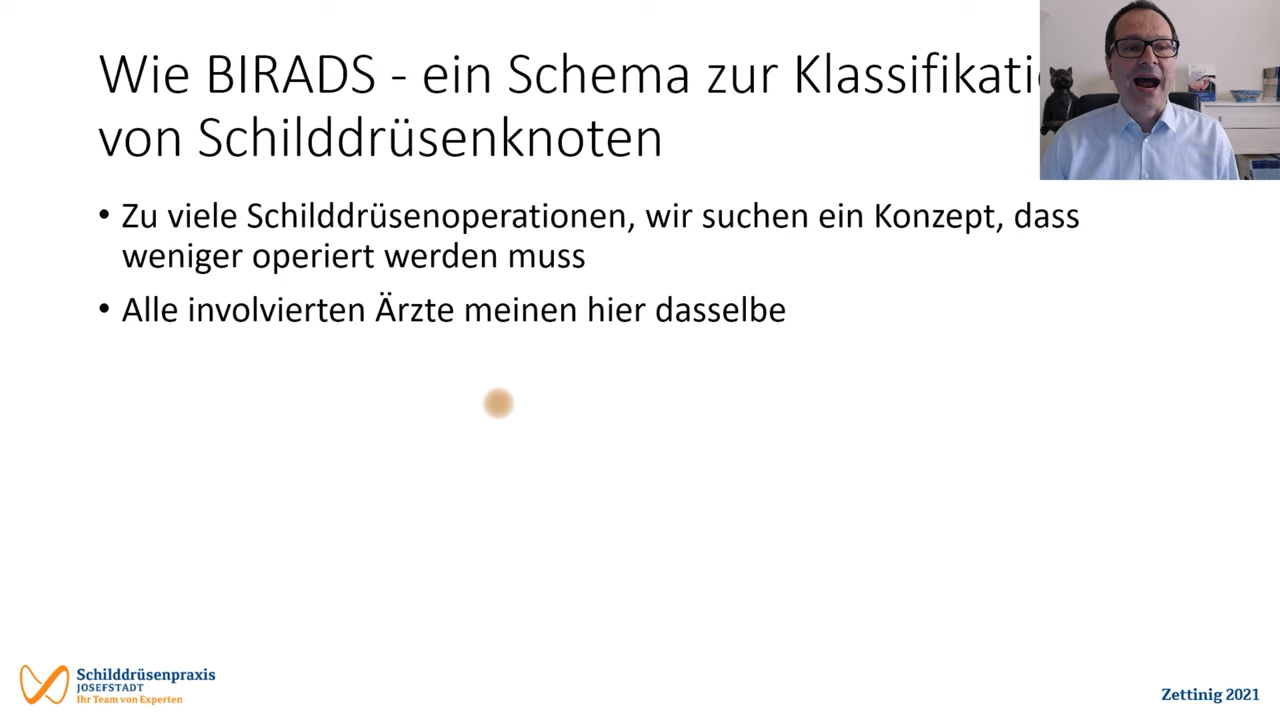 Wie BIRADS - ein Schema zur Klassifikati
von Schilddrüsenknoten
• Zu viele Schilddrüsenoperationen, wir suchen ein Konzept, dass
weniger operiert werden muss
• Alle involvierten Ärzte meinen hier dasselbe
Schilddrüsenpraxis
JOSEFSTADT
Ihr Team von Experten
Zettinig 2021